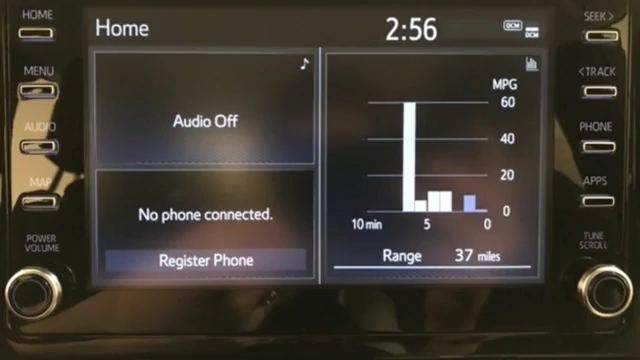 HOME
Home
2:56
DCM
DCM
SEEK>
MENU
<TRACK
AUDIO
PHONE
MAP
APPS
POWER
VOLUME
TUNE
SCROLL
Audio Off
No phone connected.
Register Phone
MPG
60
40
20
0
10 min 5 0
Range 37 miles